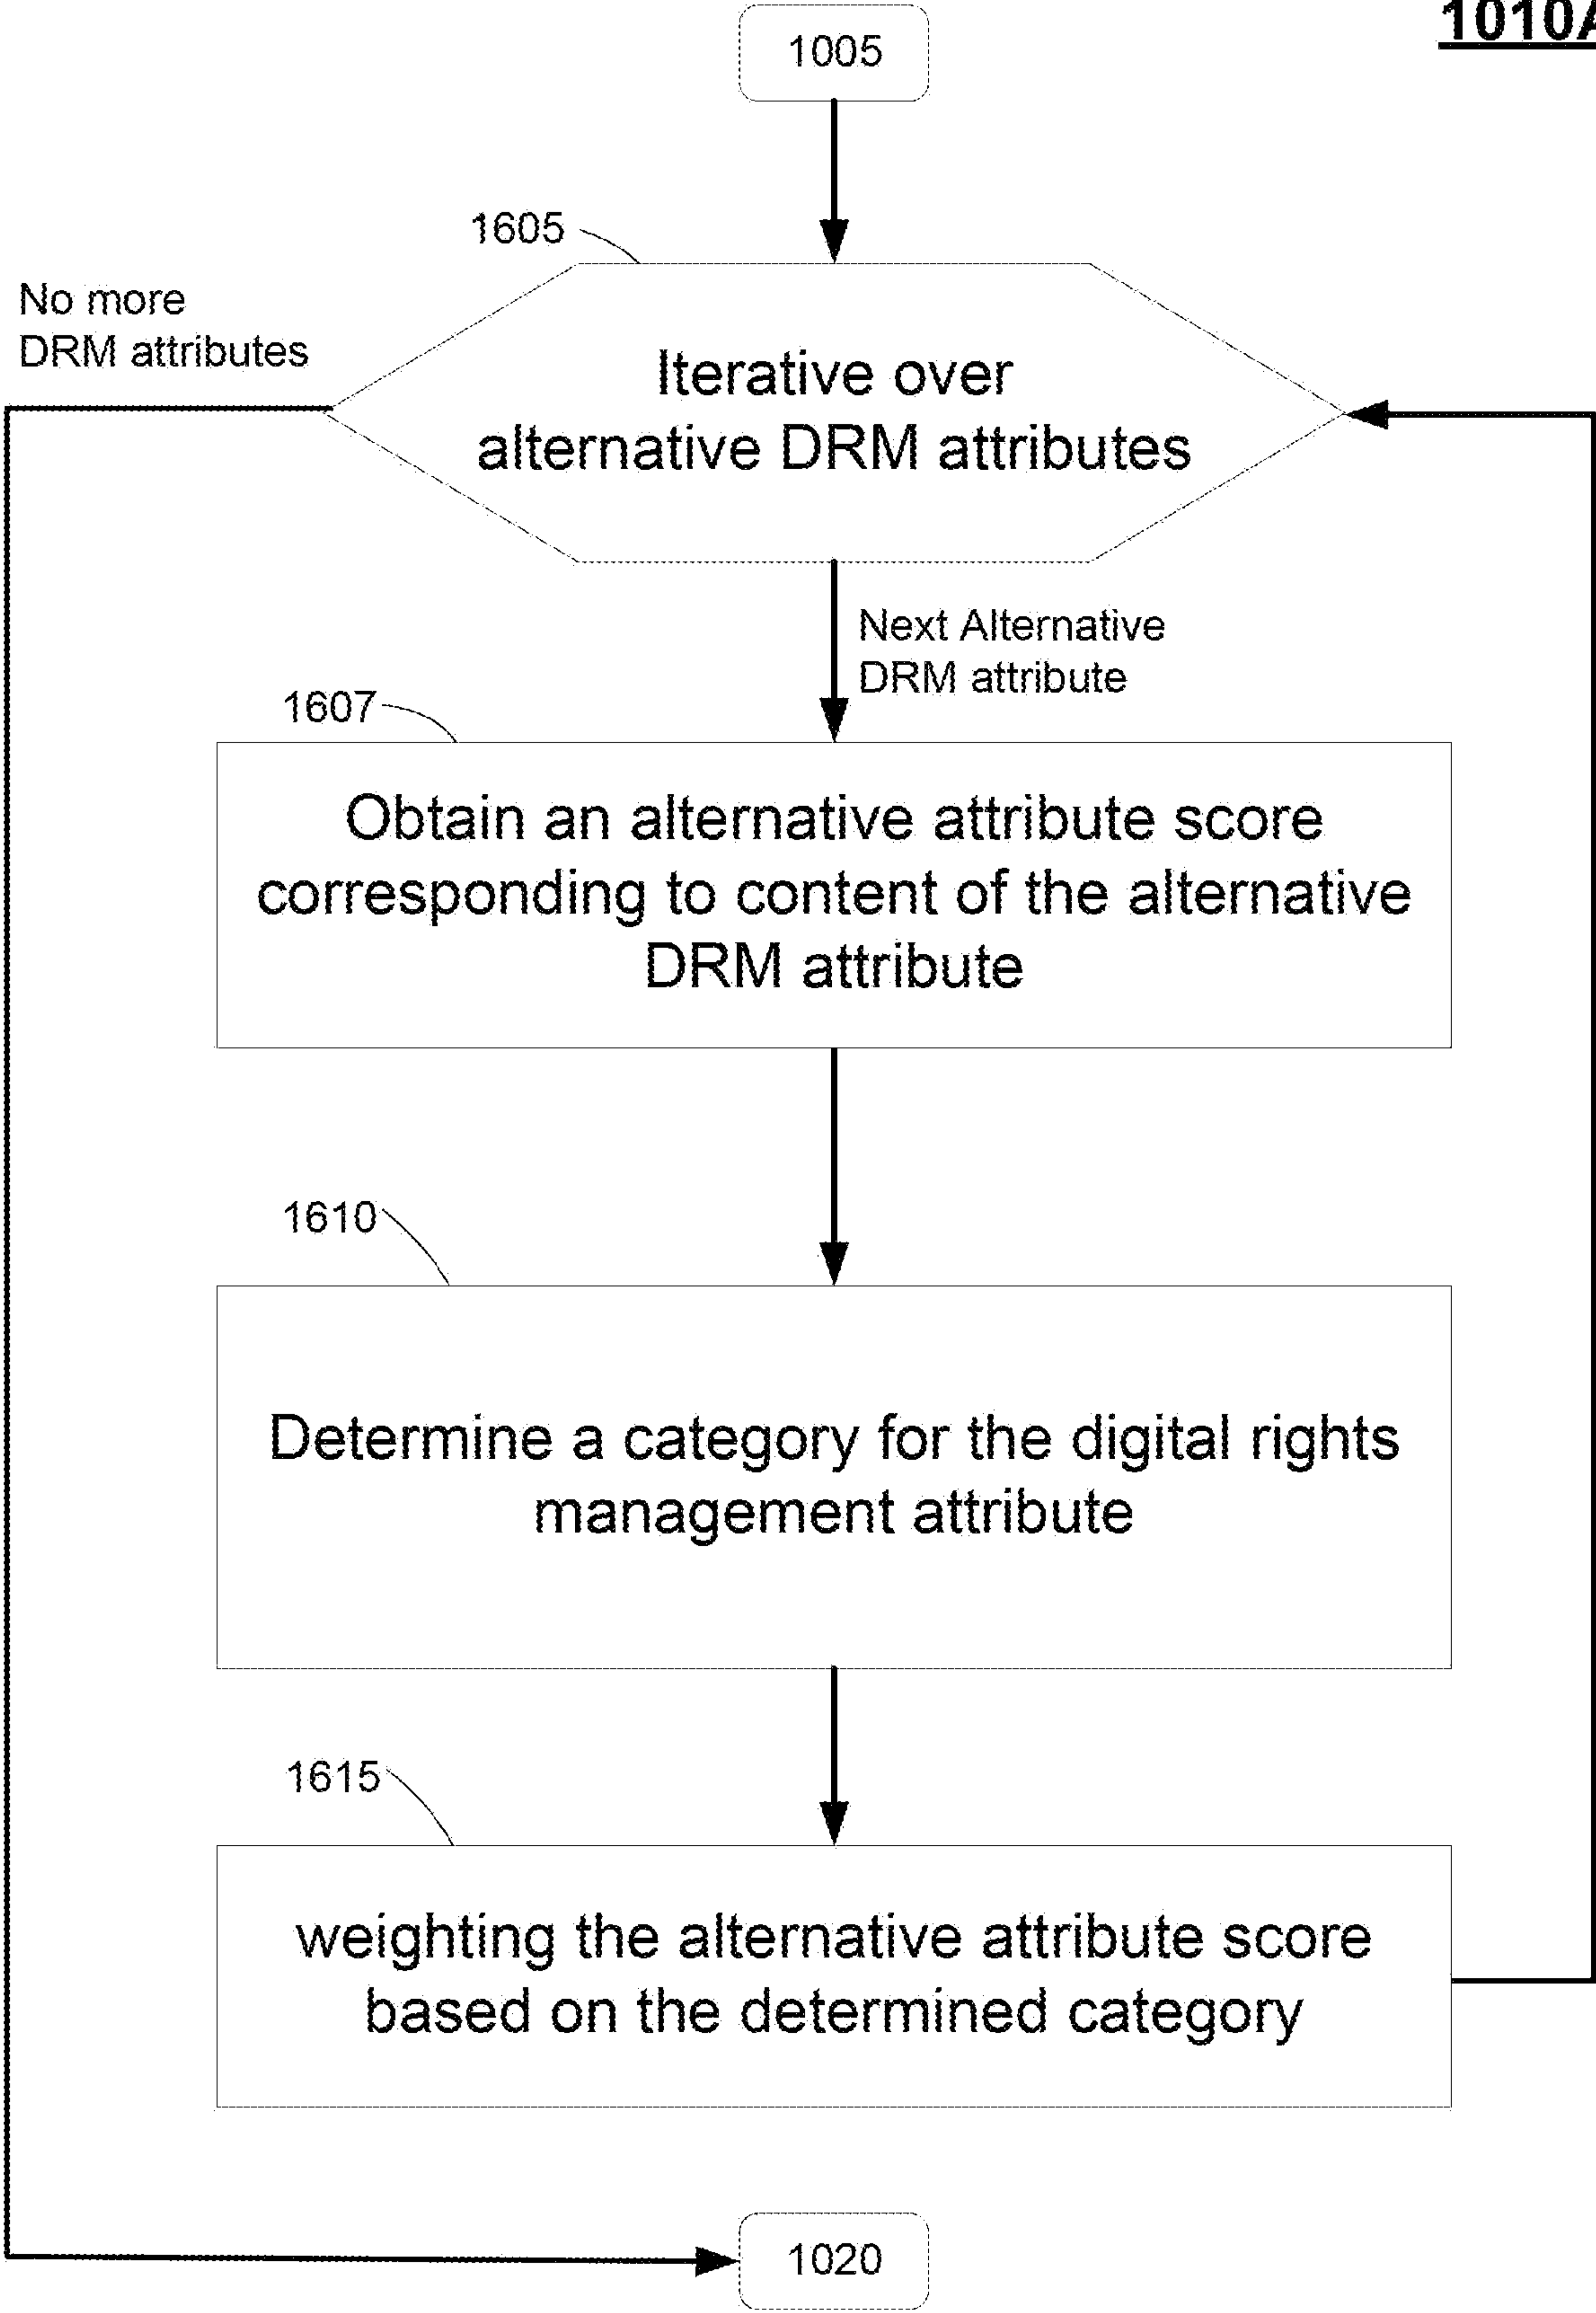 1010A
1005
1605
No more
DRM attributes
Iterative over
alternative DRM attributes
Next Alternative
DRM attribute
1607
Obtain an alternative attribute score
corresponding to content of the alternative
DRM attribute
1610
Determine a category for the digital rights
management attribute
1615
weighting the alternative attribute score
based on the determined category
1020